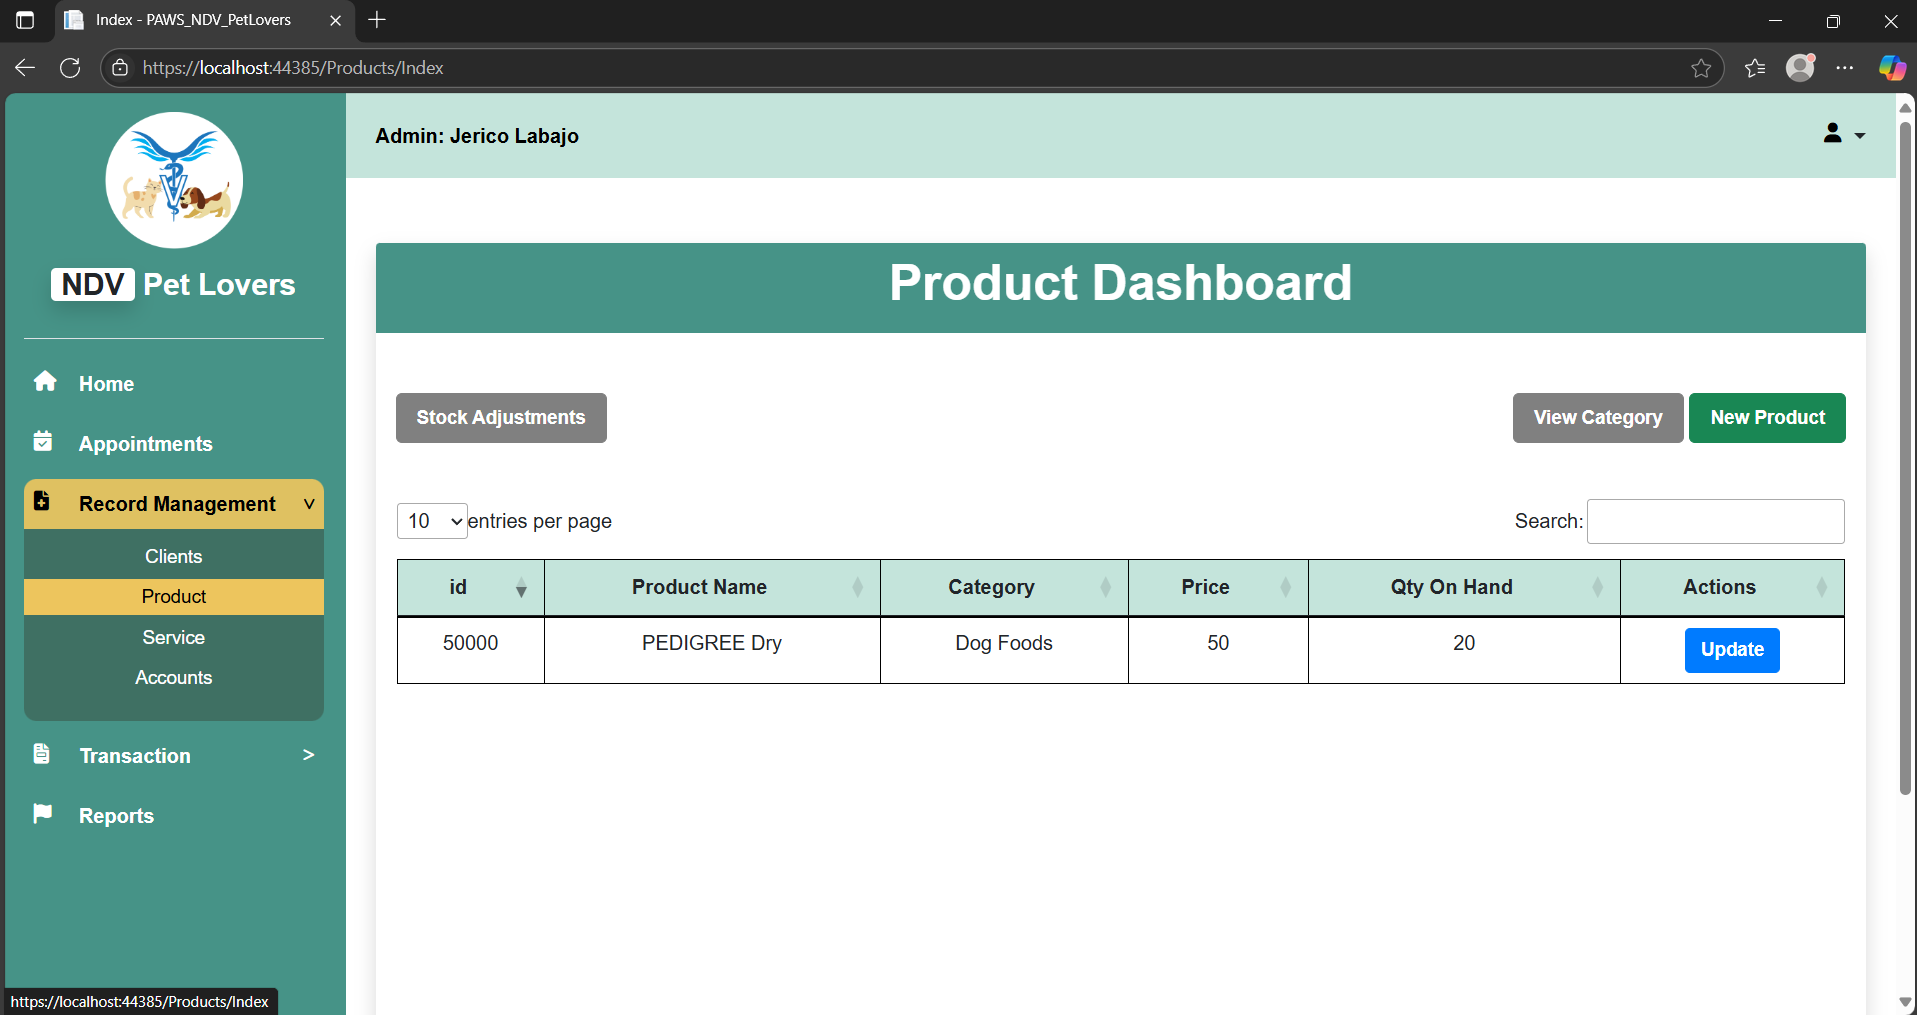 Index - PAWS_NDV_PetLovers
https://localhost:44385/Products/Index
Admin: Jerico Labajo
NDV Pet Lovers
Home
Appointments
Record Management v
Clients
Product
Service
Accounts
Transaction >
Reports
Product Dashboard
Stock Adjustments
View Category
New Product
10 entries per page
Search:
id Product Name Category Price Qty On Hand Actions
50000 PEDIGREE Dry Dog Foods 50 20 Update
https://localhost:44385/Products/Index